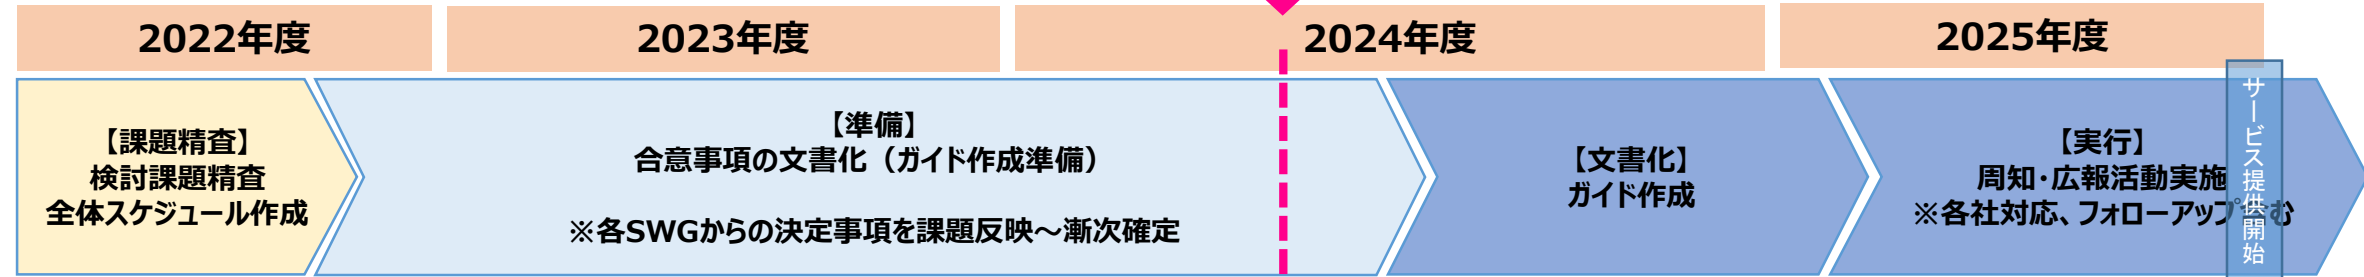 2022年度
2023年度
2024年度
2025年度
【課題精査】
検討課題精査
全体スケジュール作成
【準備】
合意事項の文書化（ガイド作成準備）
※各SWGからの決定事項を課題反映～漸次確定
【文書化】
ガイド作成
【実行】
周知・広報活動実施
※各社対応、フォローアップ含む
サービス提供開始